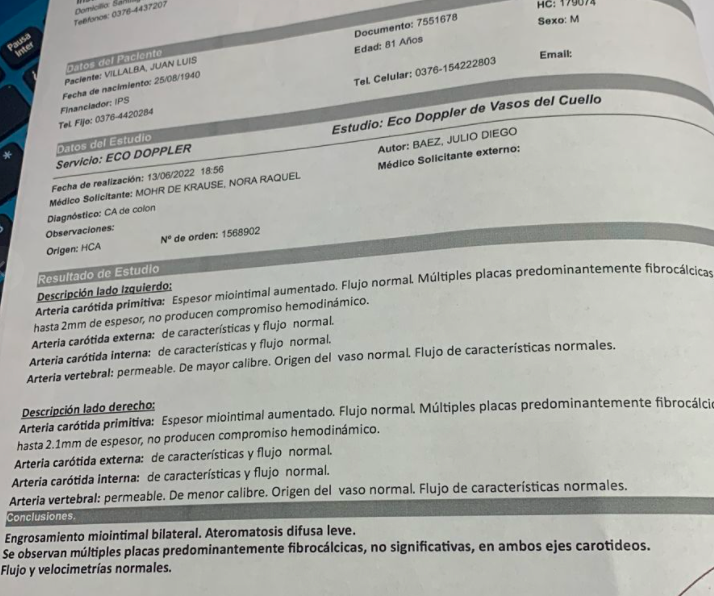 Pausa
Inter
Teléfonos: 0376-4437207
HC: 179074
Datos del Paciente
Documento: 7551678
Sexo: M
Paciente: VILLALBA, JUAN LUIS
Edad: 81 Años
Fecha de nacimiento: 25/08/1940
Email:
Financiador: IPS
Tel. Celular: 0376-154222803
Tel. Fijo: 0376-4420284
Datos del Estudio
Servicio: ECO DOPPLER
Estudio: Eco Doppler de Vasos del Cuello
Fecha de realización: 13/06/2022 18:56
Autor: BAEZ, JULIO DIEGO
Médico Solicitante: MOHR DE KRAUSE, NORA RAQUEL
Médico Solicitante externo:
Diagnóstico: CA de colon
Observaciones:
Origen: HCA
Nº de orden: 1568902
Resultado de Estudio
Descripción lado Izquierdo:
Arteria carótida primitiva: Espesor miointimal aumentado. Flujo normal. Múltiples placas predominantemente fibrocálcicas
hasta 2mm de espesor, no producen compromiso hemodinámico.
Arteria carótida externa: de características y flujo normal.
Arteria carótida interna: de características y flujo normal.
Arteria vertebral: permeable. De mayor calibre. Origen del vaso normal. Flujo de características normales.
Descripción lado derecho:
Arteria carótida primitiva: Espesor miointimal aumentado. Flujo normal. Múltiples placas predominantemente fibrocálcic
hasta 2.1mm de espesor, no producen compromiso hemodinámico.
Arteria carótida externa: de características y flujo normal.
Arteria carótida interna: de características y flujo normal.
Arteria vertebral: permeable. De menor calibre. Origen del vaso normal. Flujo de características normales.
Conclusiones.
Engrosamiento miointimal bilateral. Ateromatosis difusa leve.
Se observan múltiples placas predominantemente fibrocálcicas, no significativas, en ambos ejes carotideos.
Flujo y velocimetrías normales.